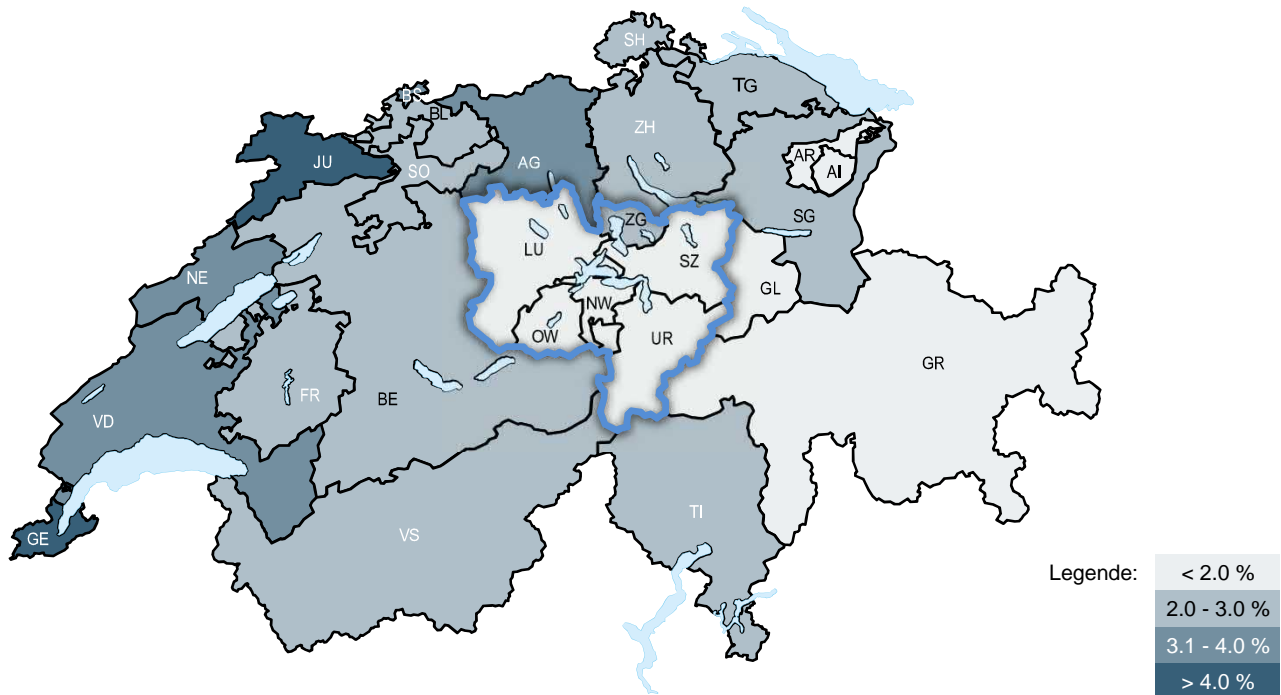 SH
TG
BS
BL
ZH
AR
JU
AG
AI
SO
ZG
SG
LU
SZ
NE
GL
NW
OW
UR
GR
FR
BE
VD
TI
VS
GE
Legende:
< 2.0 %
2.0 - 3.0 %
3.1 - 4.0 %
> 4.0 %